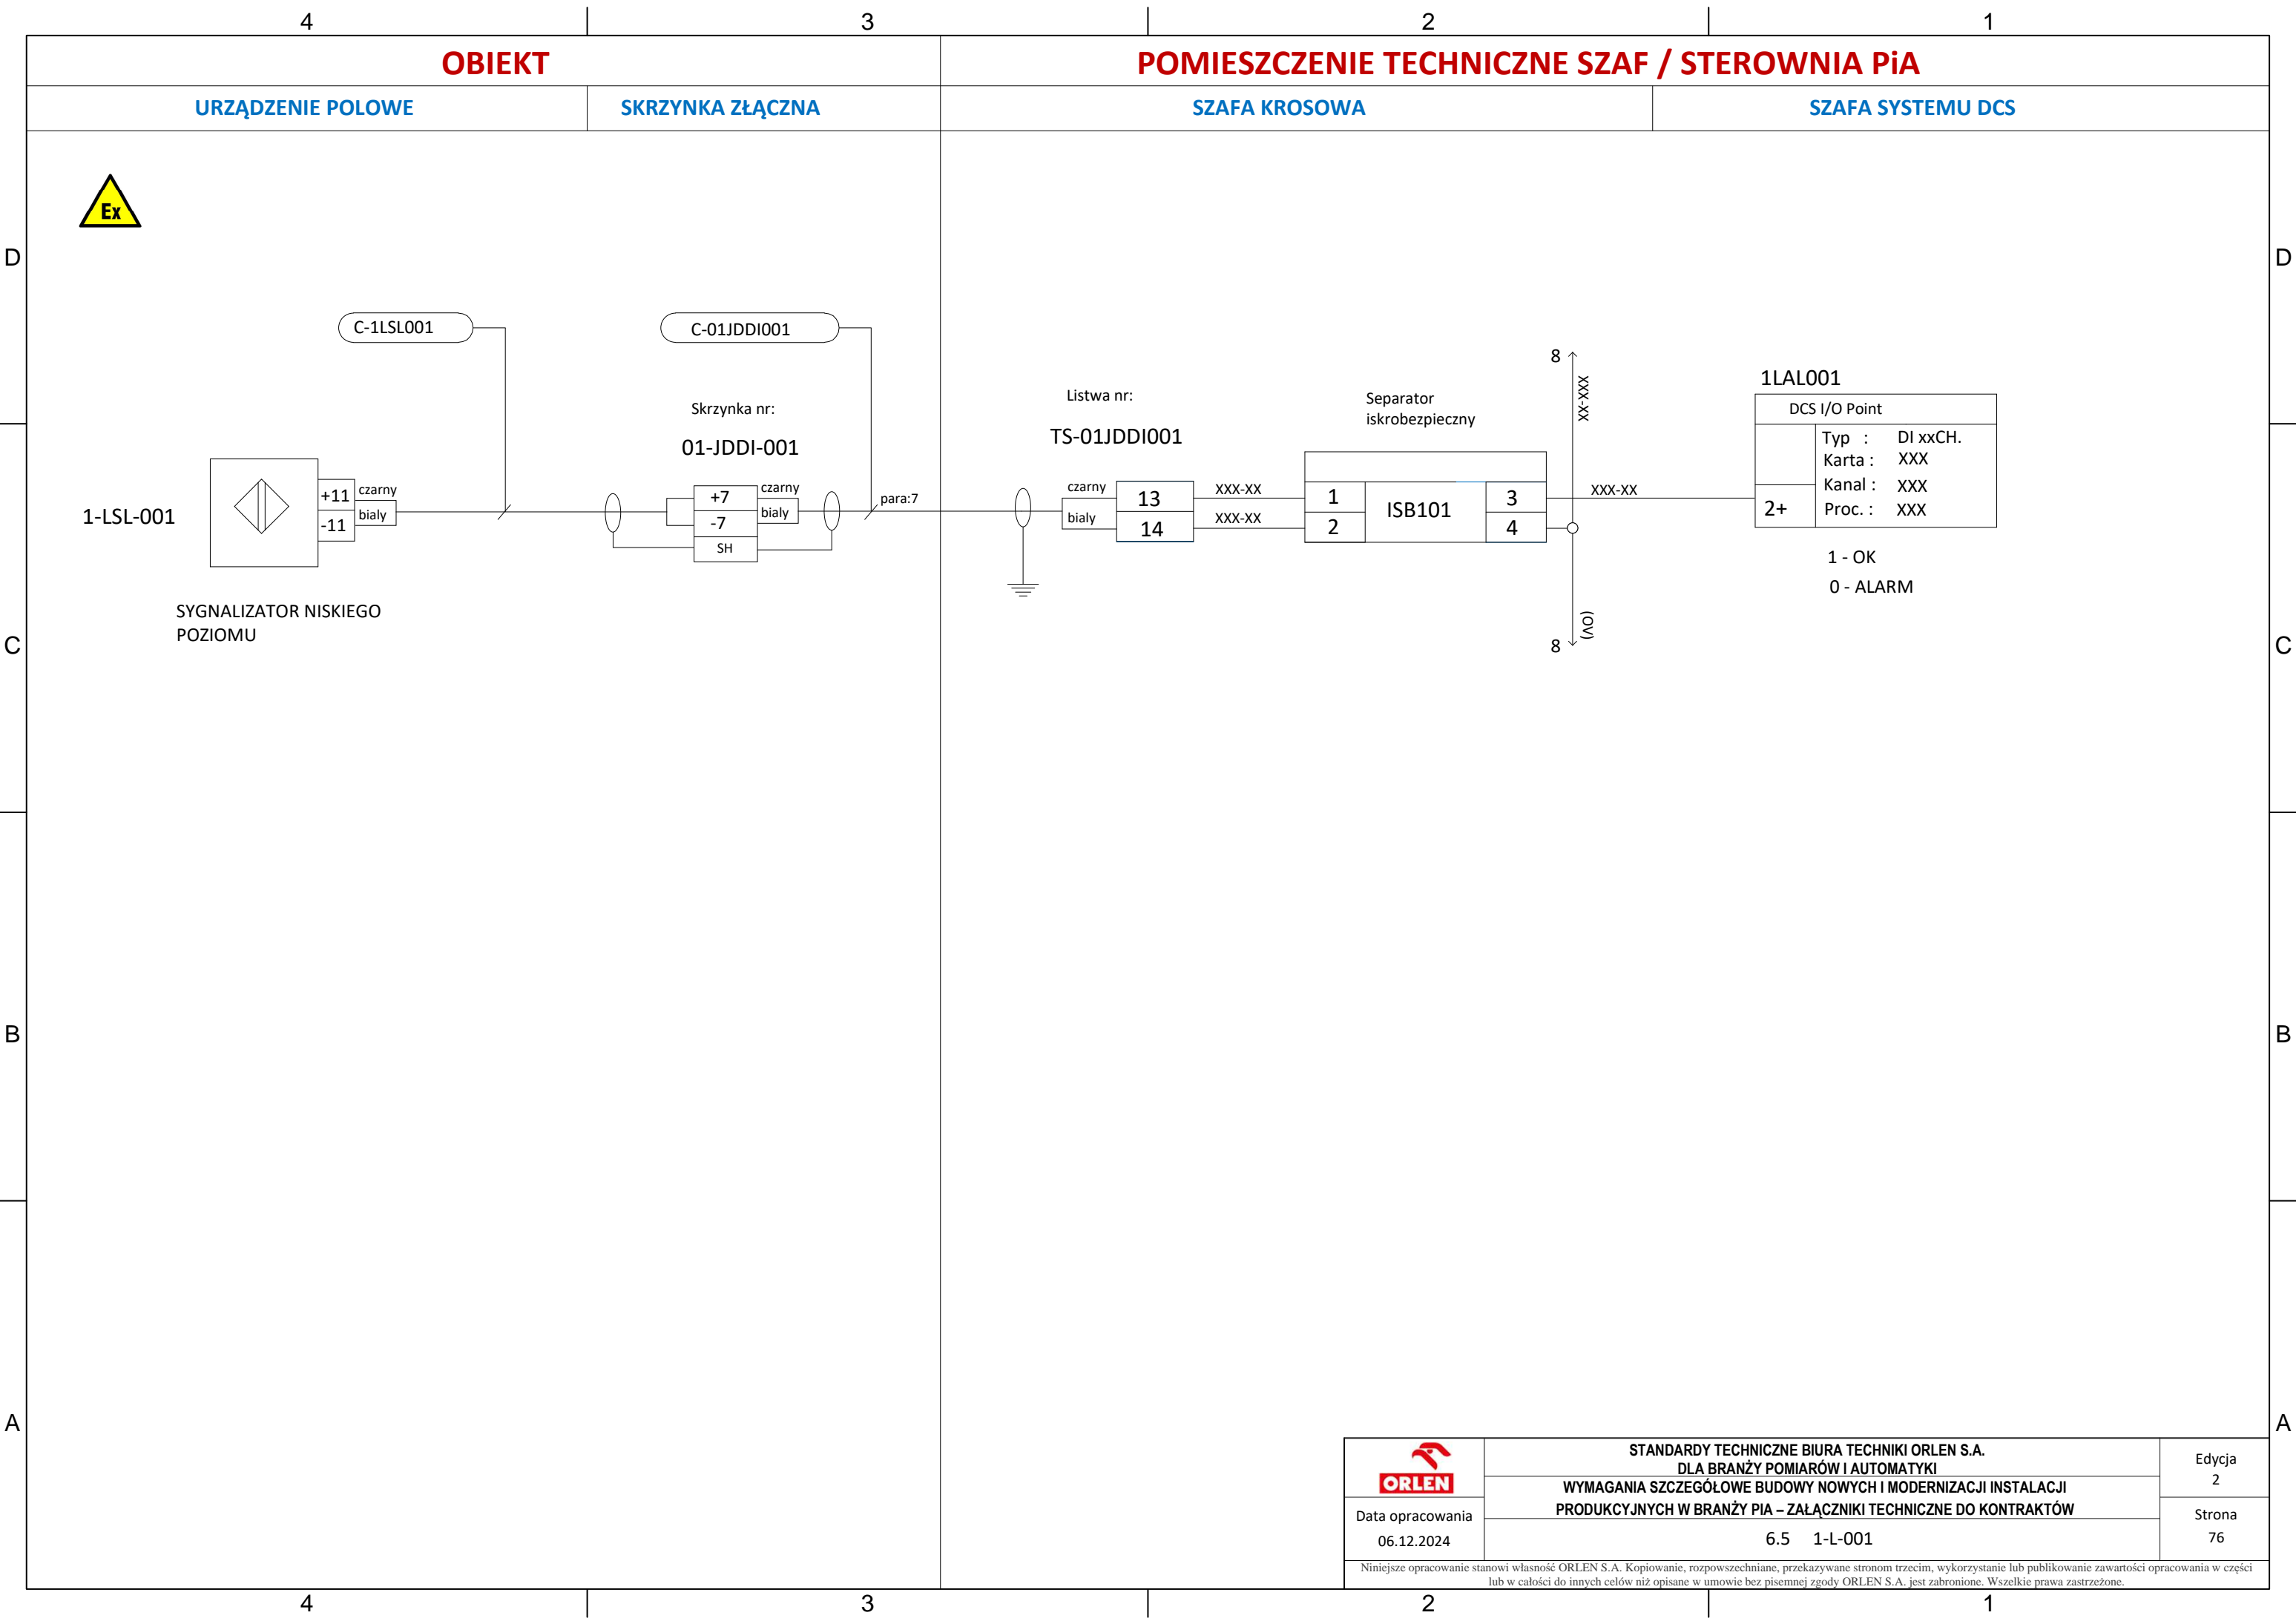 4 3 2 1
OBIEKT
POMIESZCZENIE TECHNICZNE SZAF / STEROWNIA PiA
URZĄDZENIE POLOWE
SKRZYNKA ZŁĄCZNA
SZAFA KROSOWA
SZAFA SYSTEMU DCS
Ex
D
D
C-1LSL001
C-01JDDI001
1-LSL-001
+11
-11
czarny
bialy
SYGNALIZATOR NISKIEGO
POZIOMU
Skrzynka nr:
01-JDDI-001
+7
-7
SH
czarny
bialy
para:7
Listwa nr:
TS-01JDDI001
czarny
bialy
13
14
XXX-XX
XXX-XX
Separator
iskrobezpieczny
1
2
ISB101
3
4
8
XXX-XX
XXX-XX
(OV)
8
1LAL001
DCS I/O Point
2+
Typ : DI xxCH.
Karta : XXX
Kanal : XXX
Proc. : XXX
1 - OK
0 - ALARM
C
C
B
B
A
A
ORLEN
Data opracowania
06.12.2024
STANDARDY TECHNICZNE BIURA TECHNIKI ORLEN S.A.
DLA BRANŻY POMIARÓW I AUTOMATYKI
WYMAGANIA SZCZEGÓŁOWE BUDOWY NOWYCH I MODERNIZACJI INSTALACJI
PRODUKCYJNYCH W BRANŻY PIA – ZAŁĄCZNIKI TECHNICZNE DO KONTRAKTÓW
6.5 1-L-001
Edycja
2
Strona
76
Niniejsze opracowanie stanowi własność ORLEN S.A. Kopiowanie, rozpowszechniane, przekazywane stronom trzecim, wykorzystanie lub publikowanie zawartości opracowania w części
lub w całości do innych celów niż opisane w umowie bez pisemnej zgody ORLEN S.A. jest zabronione. Wszelkie prawa zastrzeżone.
4 3 2 1